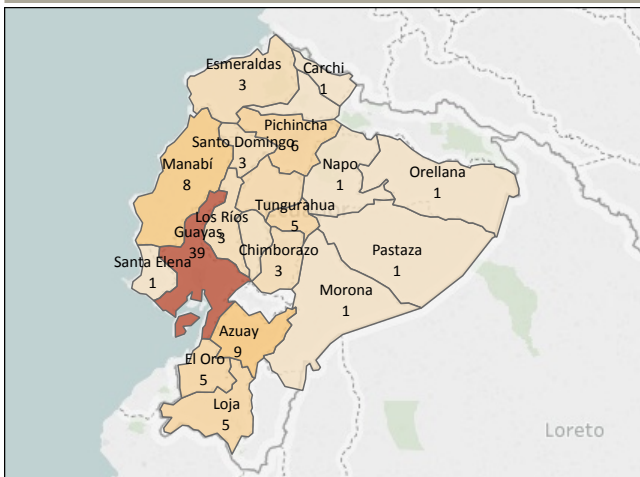 Esmeraldas
3
Carchi
1
Pichincha
6
Santo Domingo
3
Manabí
8
Napo
1
Orellana
1
Tungurahua
5
Los Ríos
3
Guayas
39
Chimborazo
3
Pastaza
1
Santa Elena
1
Morona
1
Azuay
9
El Oro
5
Loja
5
Loreto